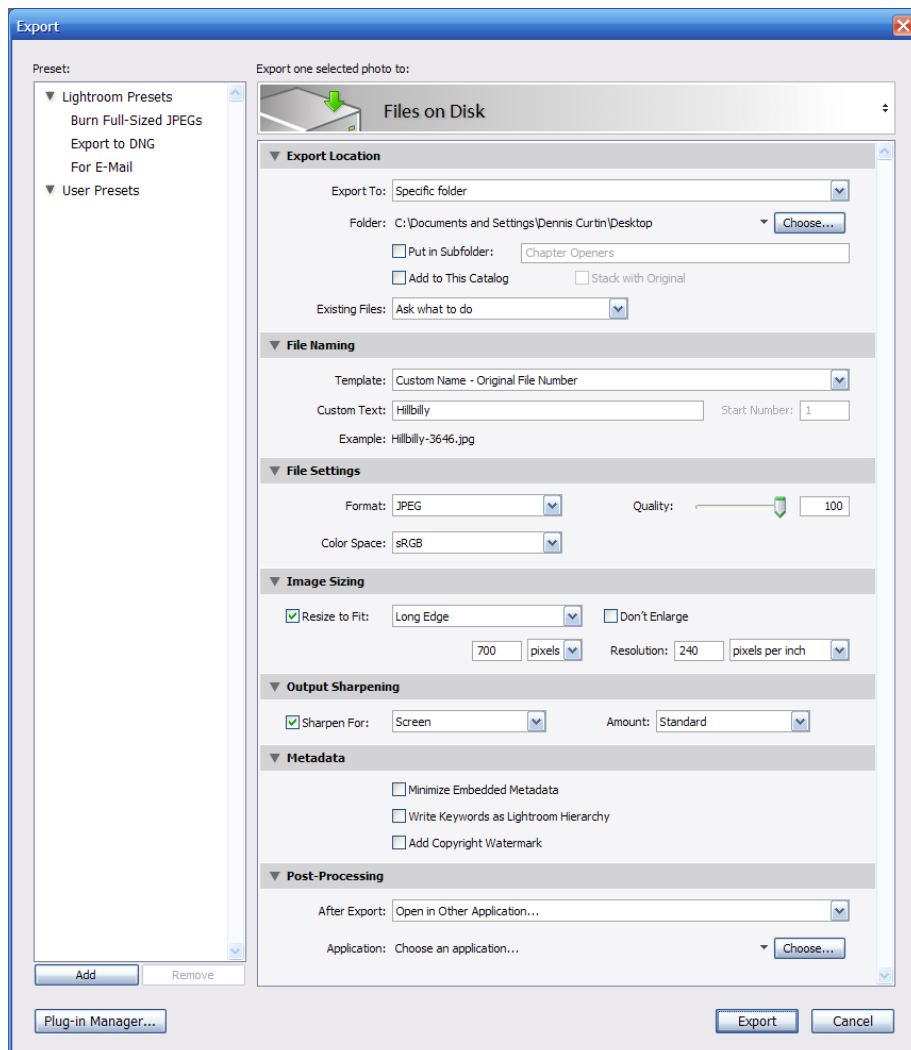 Export
Preset:
Export one selected photo to:
Lightroom Presets
Burn Full-Sized JPEGs
Export to DNG
For E-Mail
User Presets
Files on Disk
Export Location
Export To: Specific folder
Folder: C:\Documents and Settings\Dennis Curtin\Desktop Choose...
Put in Subfolder: Chapter Openers
Add to This Catalog Stack with Original
Existing Files: Ask what to do
File Naming
Template: Custom Name - Original File Number
Custom Text: Hillbilly Start Number: 1
Example: Hillbilly-3646.jpg
File Settings
Format: JPEG Quality: 100
Color Space: sRGB
Image Sizing
Resize to Fit: Long Edge Don't Enlarge
700 pixels Resolution: 240 pixels per inch
Output Sharpening
Sharpen For: Screen Amount: Standard
Metadata
Minimize Embedded Metadata
Write Keywords as Lightroom Hierarchy
Add Copyright Watermark
Post-Processing
After Export: Open in Other Application...
Application: Choose an application... Choose...
Add Remove
Plug-in Manager... Export Cancel